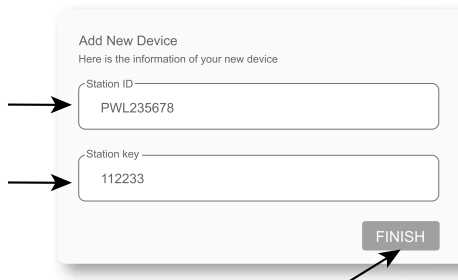 Add New Device
Here is the information of your new device
Station ID
PWL235678
Station key
112233
FINISH